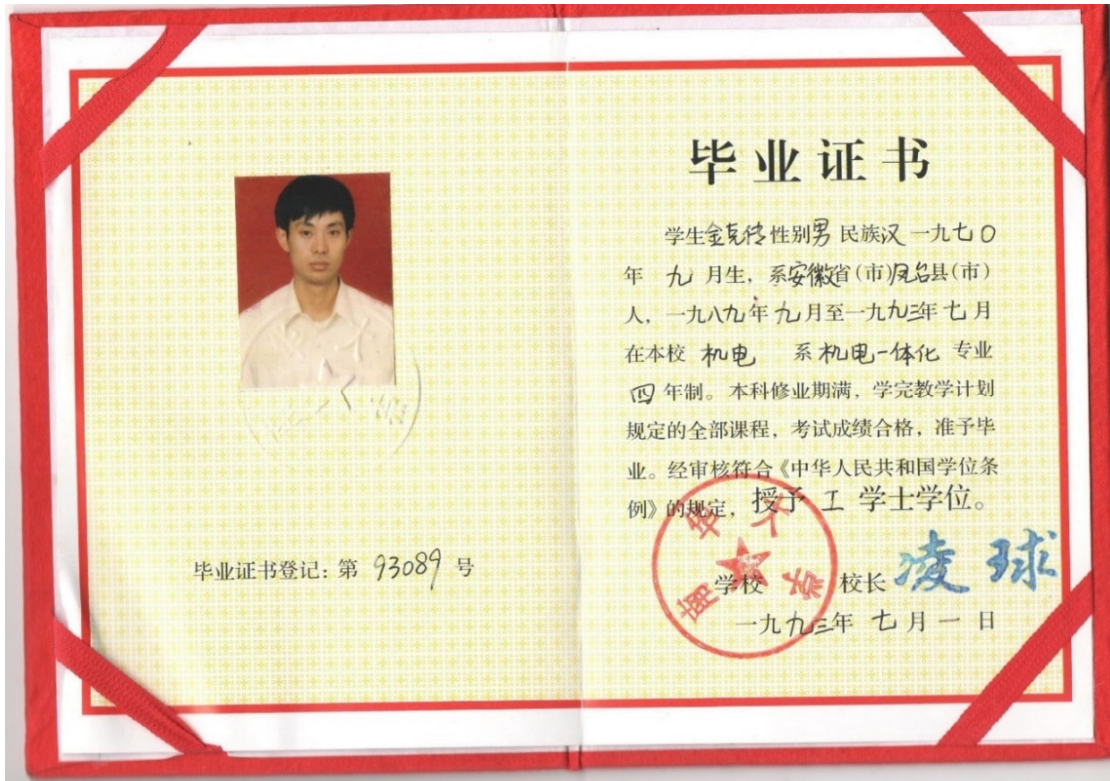 毕业证书
学生金克传性别男民族汉一九七〇
年九月生，系安徽省(市)凤台县(市)
人，一九八九年九月至一九九三年七月
在本校机电系机电一体化专业
四年制。本科修业期满，学完教学计划
规定的全部课程，考试成绩合格，准予毕
业。经审核符合《中华人民共和国学位条
例》的规定，授予工学士学位。
学校 校长 凌球
一九九三年七月一日
毕业证书登记：第 93089 号
大学